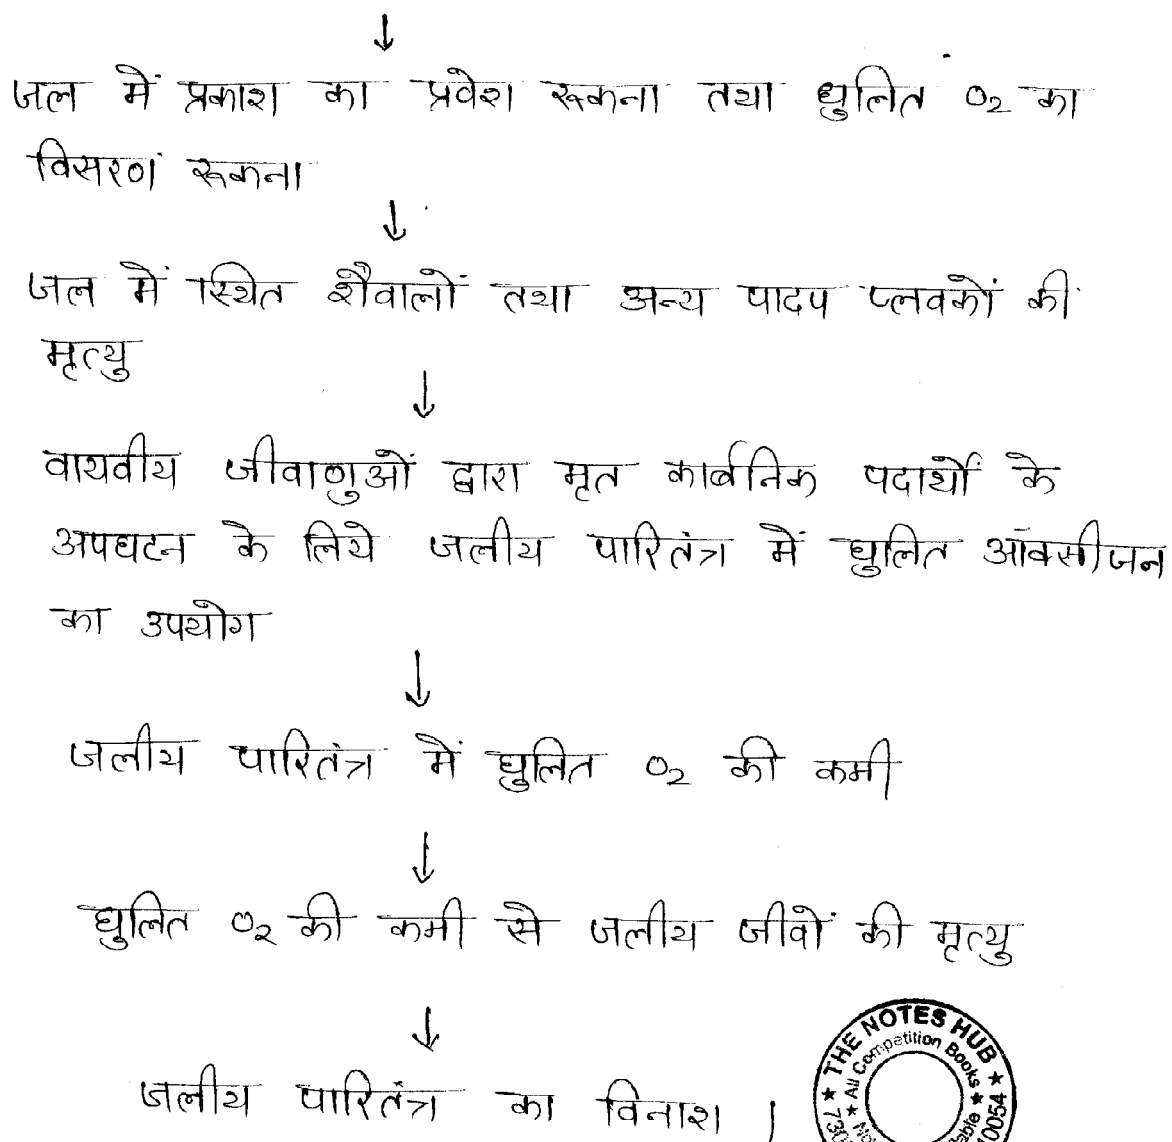 ↓
जल में प्रकाश का प्रवेश रूकना तथा घुलित O₂ का
विसरण रूकना
↓
जल में स्थित शैवालों तथा अन्य पादप प्लवकों की
मृत्यु
↓
वायवीय जीवाणुओं द्वारा मृत कार्बनिक पदार्थों के
अपघटन के लिये जलीय पारितंत्र में घुलित ऑक्सीजन
का उपयोग
↓
जलीय पारितंत्र में घुलित O₂ की कमी
↓
घुलित O₂ की कमी से जलीय जीवों की मृत्यु
↓
जलीय पारितंत्र का विनाश ।
★ THE NOTES HUB ★
★ All Competition Books ★